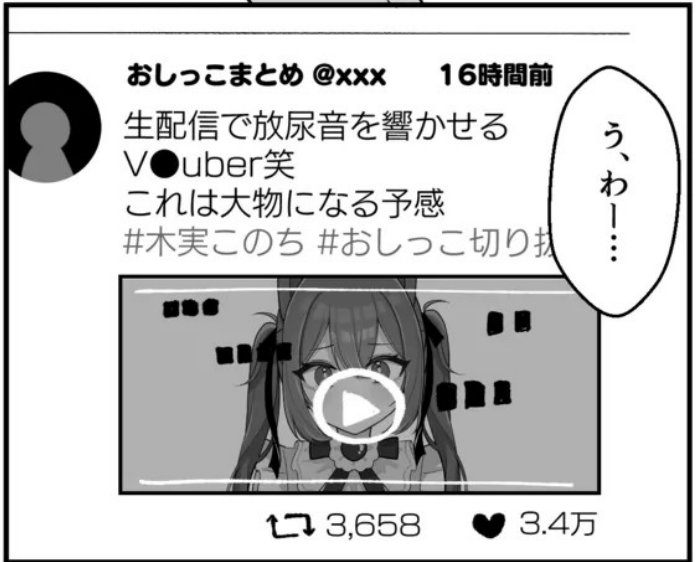 おしっこまとめ @xxx 16時間前
生配信で放尿音を響かせる
V●uber笑
これは大物になる予感
#木実このち #おしっこ切り
う、わー…
3,658 3.4万